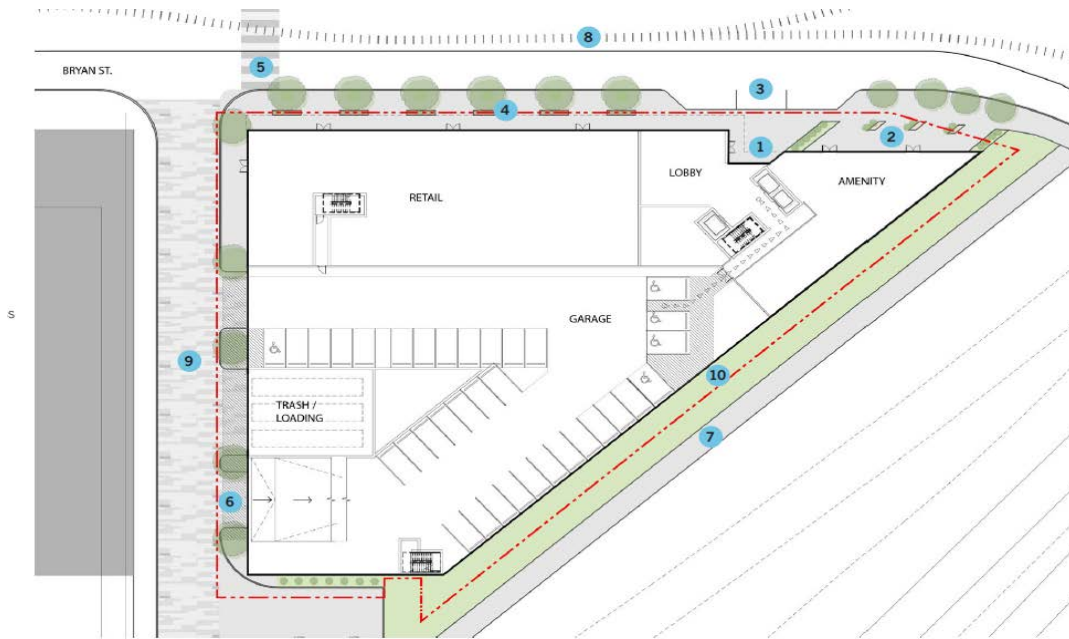 8
BRYAN ST.
5
3
4
2
1
LOBBY
AMENITY
RETAIL
S
GARAGE
9
10
TRASH /
LOADING
7
6